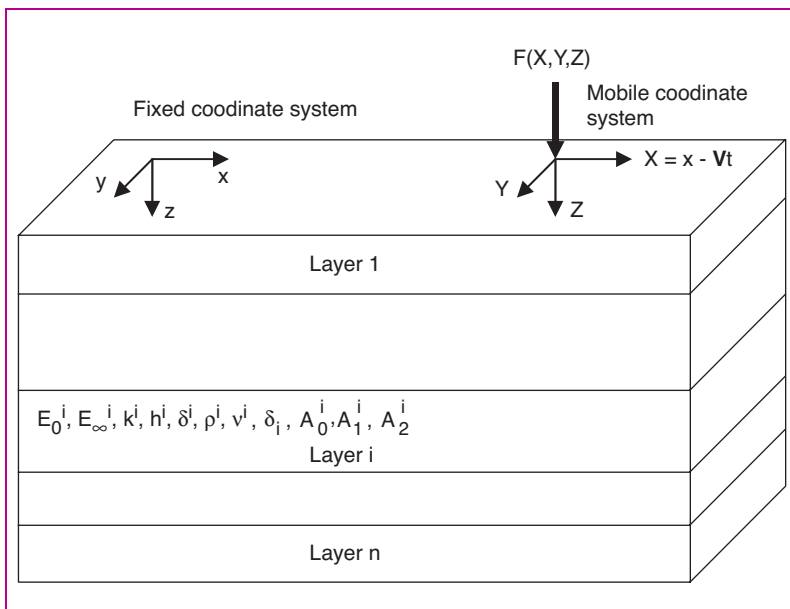 F(X,Y,Z)
Fixed coodinate system
Mobile coodinate
system
x
y
z
X = x - Vt
Y
Z
Layer 1
E₀ⁱ, E∞ⁱ, kⁱ, hⁱ, δⁱ, ρⁱ, νⁱ, δᵢ, A₀ⁱ, A₁ⁱ, A₂ⁱ
Layer i
Layer n